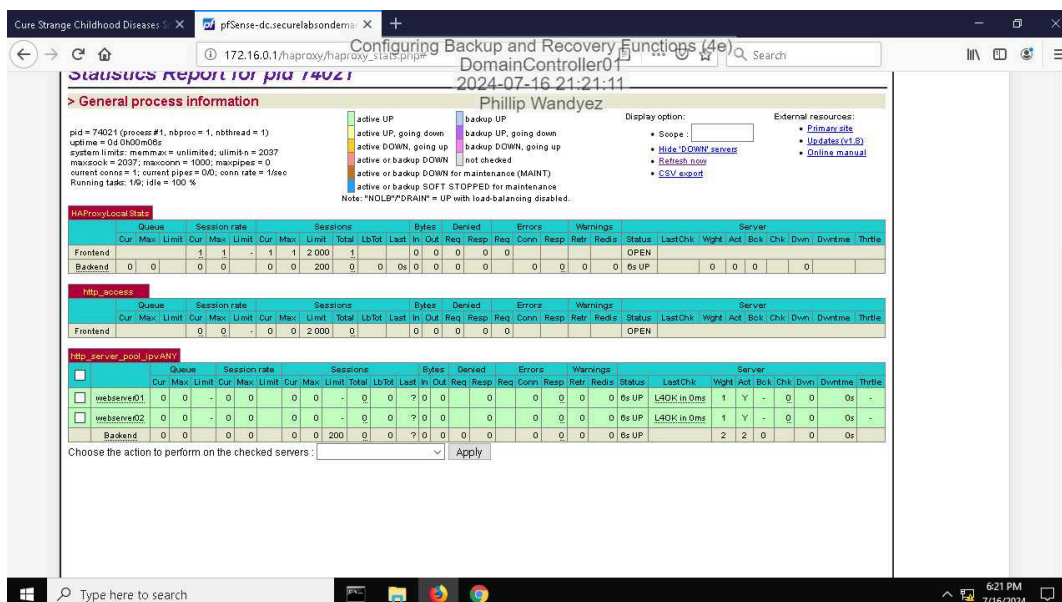 Cure Strange Childhood Diseases S
pfSense-dc.securelabsondema
172.16.0.1/haproxy/haproxy_stats.php#
Search
Configuring Backup and Recovery Functions (4e)
DomainController01
2024-07-16 21:21:11
Phillip Wandyez
Statistics Report for pid 74021
> General process information
pid = 74021 (process #1, nbproc = 1, nbthread = 1)
uptime = 0d 0h00m06s
system limits: memmax = unlimited; ulimit-n = 2037
maxsock = 2037; maxconn = 1000; maxpipes = 0
current conns = 1; current pipes = 0/0; conn rate = 1/sec
Running tasks: 1/9; idle = 100 %
active UP backup UP
active UP, going down backup UP, going down
active DOWN, going up backup DOWN, going up
active or backup DOWN not checked
active or backup DOWN for maintenance (MAINT)
active or backup SOFT STOPPED for maintenance
Note: "NOLB"/"DRAIN" = UP with load-balancing disabled.
Display option:
Scope :
Hide 'DOWN' servers
Refresh now
CSV export
External resources:
Primary site
Updates (v1.8)
Online manual
HAProxyLocalStats
Queue Session rate Sessions Bytes Denied Errors Warnings Server
Cur Max Limit Cur Max Limit Cur Max Limit Total LbTot Last In Out Req Resp Req Conn Resp Retr Redis Status LastChk Wght Act Bck Chk Dwn Dwntme Thrtle
Frontend 1 1 - 1 1 2 000 1 0 0 0 0 0 OPEN
Backend 0 0 0 0 0 0 200 0 0 0s 0 0 0 0 0 0 0 0 6s UP 0 0 0 0
http_access
Queue Session rate Sessions Bytes Denied Errors Warnings Server
Cur Max Limit Cur Max Limit Cur Max Limit Total LbTot Last In Out Req Resp Req Conn Resp Retr Redis Status LastChk Wght Act Bck Chk Dwn Dwntme Thrtle
Frontend 0 0 - 0 0 2 000 0 0 0 0 0 0 OPEN
http_server_pool_ipvANY
Queue Session rate Sessions Bytes Denied Errors Warnings Server
Cur Max Limit Cur Max Limit Cur Max Limit Total LbTot Last In Out Req Resp Req Conn Resp Retr Redis Status LastChk Wght Act Bck Chk Dwn Dwntme Thrtle
webserver01 0 0 - 0 0 0 0 - 0 0 ? 0 0 0 0 0 0 0 6s UP L4OK in 0ms 1 Y - 0 0 0s -
webserver02 0 0 - 0 0 0 0 - 0 0 ? 0 0 0 0 0 0 0 6s UP L4OK in 0ms 1 Y - 0 0 0s -
Backend 0 0 0 0 0 0 200 0 0 ? 0 0 0 0 0 0 0 0 6s UP 2 2 0 0 0s
Choose the action to perform on the checked servers : Apply
Type here to search
6:21 PM
7/16/2024